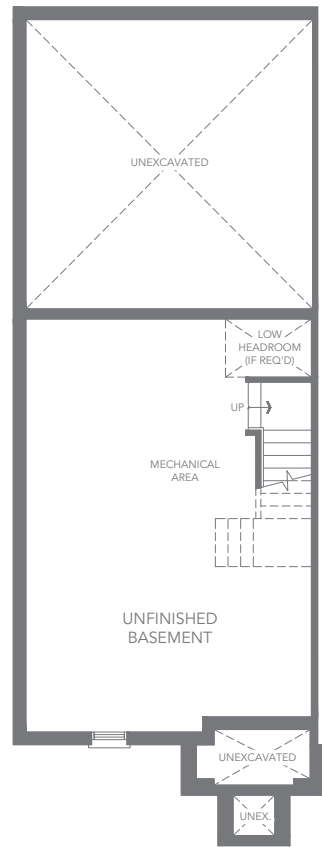 UNEXCAVATED
LOW
HEADROOM
(IF REQ'D)
UP
MECHANICAL
AREA
UNFINISHED
BASEMENT
UNEXCAVATED
UNEX.